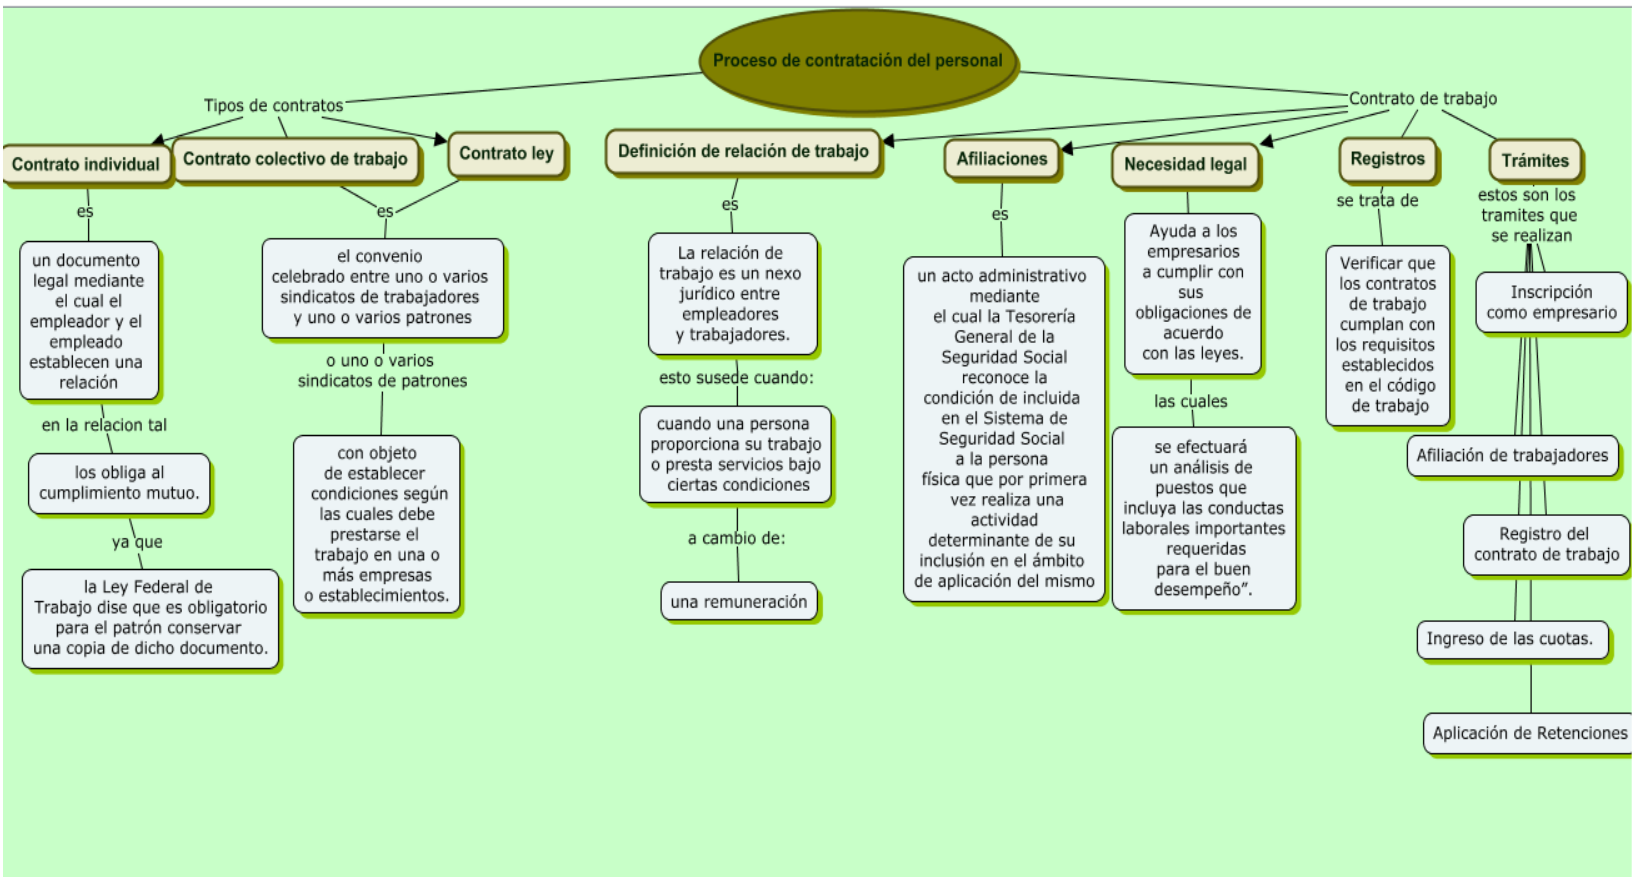 Proceso de contratación del personal
Tipos de contratos
Contrato individual
es
un documento
legal mediante
el cual el
empleador y el
empleado
establecen una
relación
en la relacion tal
los obliga al
cumplimiento mutuo.
ya que
la Ley Federal de
Trabajo dise que es obligatorio
para el patrón conservar
una copia de dicho documento.
Contrato colectivo de trabajo
Contrato ley
es
el convenio
celebrado entre uno o varios
sindicatos de trabajadores
y uno o varios patrones
o uno o varios
sindicatos de patrones
con objeto
de establecer
condiciones según
las cuales debe
prestarse el
trabajo en una o
más empresas
o establecimientos.
Contrato de trabajo
Definición de relación de trabajo
es
La relación de
trabajo es un nexo
jurídico entre
empleadores
y trabajadores.
esto susede cuando:
cuando una persona
proporciona su trabajo
o presta servicios bajo
ciertas condiciones
a cambio de:
una remuneración
Afiliaciones
es
un acto administrativo
mediante
el cual la Tesorería
General de la
Seguridad Social
reconoce la
condición de incluida
en el Sistema de
Seguridad Social
a la persona
física que por primera
vez realiza una
actividad
determinante de su
inclusión en el ámbito
de aplicación del mismo
Necesidad legal
Ayuda a los
empresarios
a cumplir con
sus
obligaciones de
acuerdo
con las leyes.
las cuales
se efectuará
un análisis de
puestos que
incluya las conductas
laborales importantes
requeridas
para el buen
desempeño”.
Registros
se trata de
Verificar que
los contratos
de trabajo
cumplan con
los requisitos
establecidos
en el código
de trabajo
Trámites
estos son los
tramites que
se realizan
Inscripción
como empresario
Afiliación de trabajadores
Registro del
contrato de trabajo
Ingreso de las cuotas.
Aplicación de Retenciones